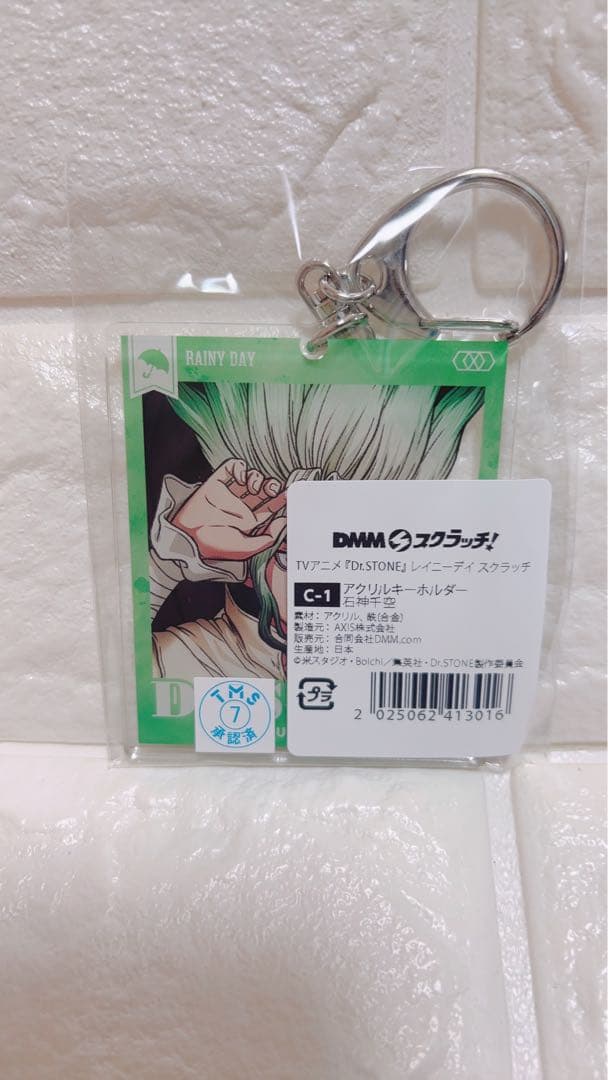 RAINY DAY
DMMスクラッチ!
TVアニメ『Dr.STONE』レイニーデイ スクラッチ
C-1 アクリルキーホルダー
石神千空
素材：アクリル、鉄(合金)
製造元：AXIS株式会社
販売元：合同会社DMM.com
生産地：日本
©米スタジオ・Boichi／集英社・Dr.STONE製作委員会
プラ
2 025062 413016
TMS
7
承認済